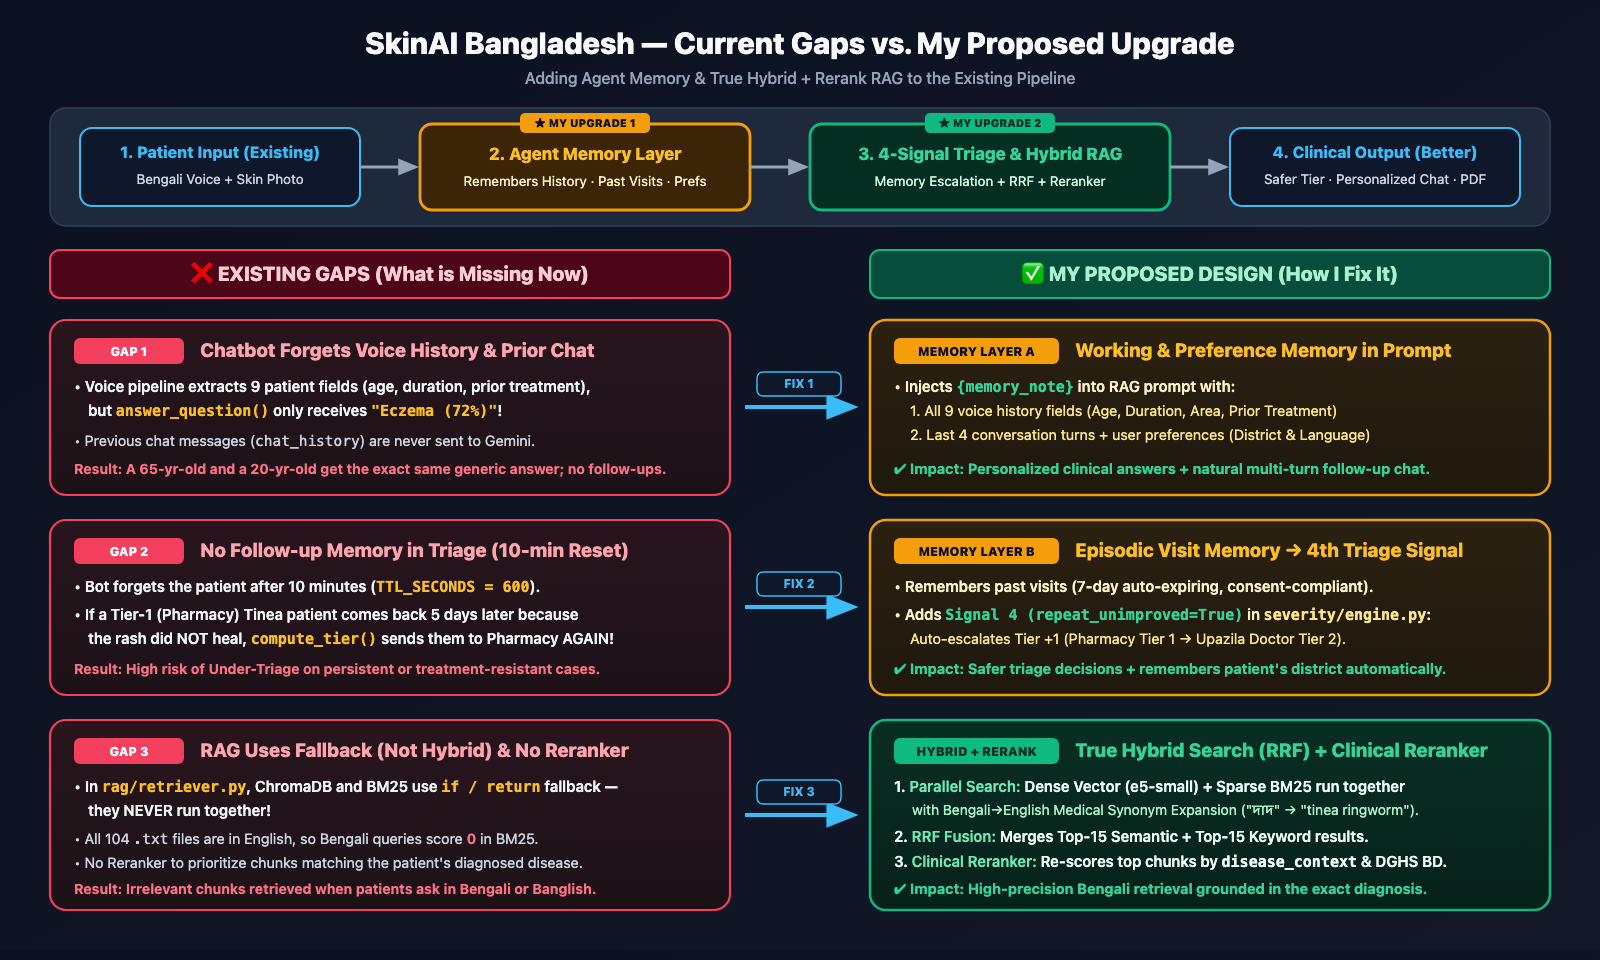 SkinAI Bangladesh — Current Gaps vs. My Proposed Upgrade
Adding Agent Memory & True Hybrid + Rerank RAG to the Existing Pipeline
1. Patient Input (Existing)
Bengali Voice + Skin Photo
★ MY UPGRADE 1
2. Agent Memory Layer
Remembers History · Past Visits · Prefs
★ MY UPGRADE 2
3. 4-Signal Triage & Hybrid RAG
Memory Escalation + RRF + Reranker
4. Clinical Output (Better)
Safer Tier · Personalized Chat · PDF
❌ EXISTING GAPS (What is Missing Now)
✅ MY PROPOSED DESIGN (How I Fix It)
GAP 1
Chatbot Forgets Voice History & Prior Chat
• Voice pipeline extracts 9 patient fields (age, duration, prior treatment),
but answer_question() only receives "Eczema (72%)"!
• Previous chat messages (chat_history) are never sent to Gemini.
Result: A 65-yr-old and a 20-yr-old get the exact same generic answer; no follow-ups.
FIX 1
MEMORY LAYER A
Working & Preference Memory in Prompt
• Injects {memory_note} into RAG prompt with:
1. All 9 voice history fields (Age, Duration, Area, Prior Treatment)
2. Last 4 conversation turns + user preferences (District & Language)
✔ Impact: Personalized clinical answers + natural multi-turn follow-up chat.
GAP 2
No Follow-up Memory in Triage (10-min Reset)
• Bot forgets the patient after 10 minutes (TTL_SECONDS = 600).
• If a Tier-1 (Pharmacy) Tinea patient comes back 5 days later because
the rash did NOT heal, compute_tier() sends them to Pharmacy AGAIN!
Result: High risk of Under-Triage on persistent or treatment-resistant cases.
FIX 2
MEMORY LAYER B
Episodic Visit Memory → 4th Triage Signal
• Remembers past visits (7-day auto-expiring, consent-compliant).
• Adds Signal 4 (repeat_unimproved=True) in severity/engine.py:
Auto-escalates Tier +1 (Pharmacy Tier 1 → Upazila Doctor Tier 2).
✔ Impact: Safer triage decisions + remembers patient's district automatically.
GAP 3
RAG Uses Fallback (Not Hybrid) & No Reranker
• In rag/retriever.py, ChromaDB and BM25 use if / return fallback —
they NEVER run together!
• All 104 .txt files are in English, so Bengali queries score 0 in BM25.
• No Reranker to prioritize chunks matching the patient's diagnosed disease.
Result: Irrelevant chunks retrieved when patients ask in Bengali or Banglish.
FIX 3
HYBRID + RERANK
True Hybrid Search (RRF) + Clinical Reranker
1. Parallel Search: Dense Vector (e5-small) + Sparse BM25 run together
with Bengali→English Medical Synonym Expansion ("দাদ" → "tinea ringworm").
2. RRF Fusion: Merges Top-15 Semantic + Top-15 Keyword results.
3. Clinical Reranker: Re-scores top chunks by disease_context & DGHS BD.
✔ Impact: High-precision Bengali retrieval grounded in the exact diagnosis.